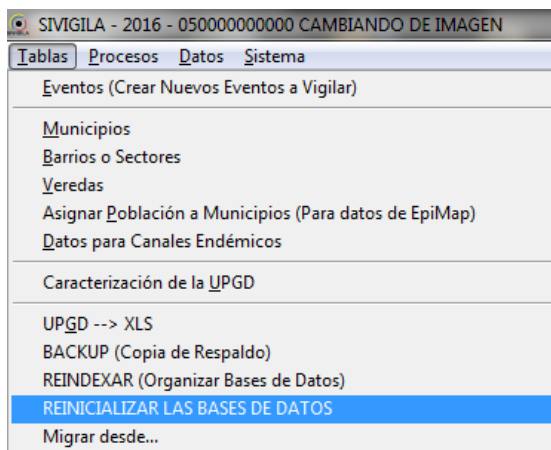 SIVIGILA - 2016 - 050000000000 CAMBIANDO DE IMAGEN
Tablas Procesos Datos Sistema
Eventos (Crear Nuevos Eventos a Vigilar)
Municipios
Barrios o Sectores
Veredas
Asignar Población a Municipios (Para datos de EpiMap)
Datos para Canales Endémicos
Caracterización de la UPGD
UPGD --> XLS
BACKUP (Copia de Respaldo)
REINDEXAR (Organizar Bases de Datos)
REINICIALIZAR LAS BASES DE DATOS
Migrar desde...